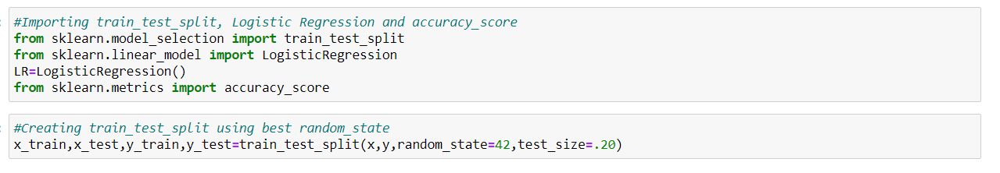 #Importing train_test_split, Logistic Regression and accuracy_score
from sklearn.model_selection import train_test_split
from sklearn.linear_model import LogisticRegression
LR=LogisticRegression()
from sklearn.metrics import accuracy_score
#Creating train_test_split using best random_state
x_train,x_test,y_train,y_test=train_test_split(x,y,random_state=42,test_size=.20)